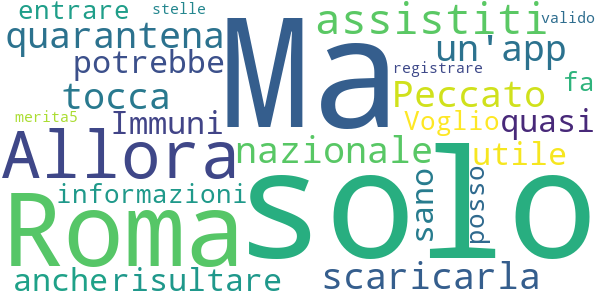 entrare
stelle
quarantena
potrebbe
tocca
merita5
Immuni
Allora
Ma
assistiti
valido
un'app
registrare
fa
Peccato
Voglio
quasi
nazionale
utile
Roma
informazioni
solo
sano
posso
ancherisultare
scaricarla